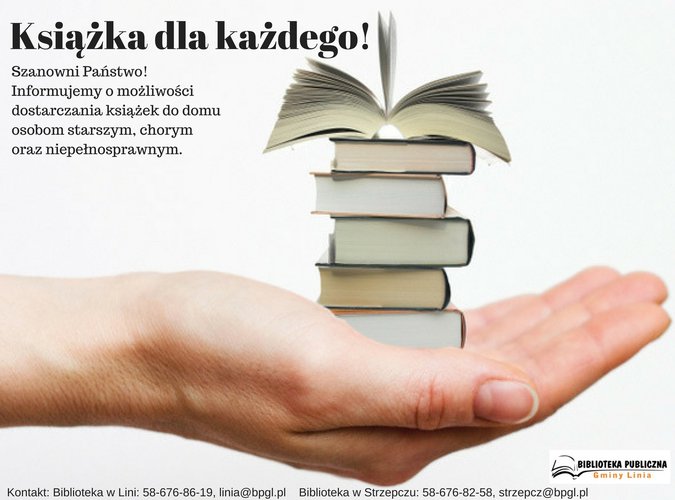 Książka dla każdego!
Szanowni Państwo!
Informujemy o możliwości
dostarczania książek do domu
osobom starszym, chorym
oraz niepełnosprawnym.
BIBLIOTEKA PUBLICZNA
Gminy Linia
Kontakt: Biblioteka w Lini: 58-676-86-19, linia@bpgl.pl Biblioteka w Strzepczu: 58-676-82-58, strzepcz@bpgl.pl